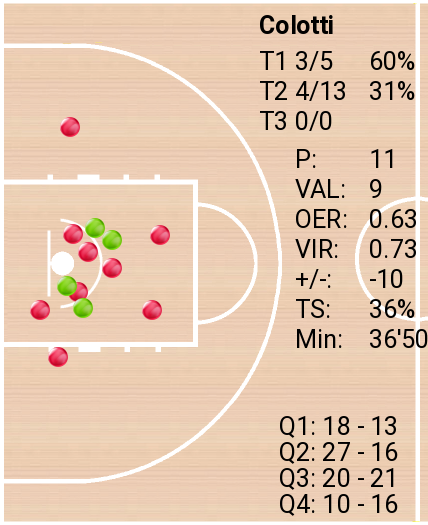 Colotti
T1 3/5 60%
T2 4/13 31%
T3 0/0
P: 11
VAL: 9
OER: 0.63
VIR: 0.73
+/-: -10
TS: 36%
Min: 36'50
Q1: 18 - 13
Q2: 27 - 16
Q3: 20 - 21
Q4: 10 - 16